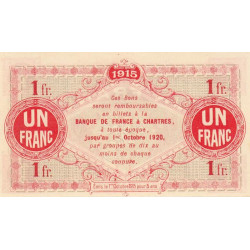 1915
1 fr.
1 fr.
Ces Bons
seront remboursables
en billets à la
BANQUE DE FRANCE à CHARTRES,
à toute époque,
jusqu'au 1er Octobre 1920,
par groupes de dix au
moins de chaque
coupure.
UN
FRANC
UN
FRANC
1 fr.
1 fr.